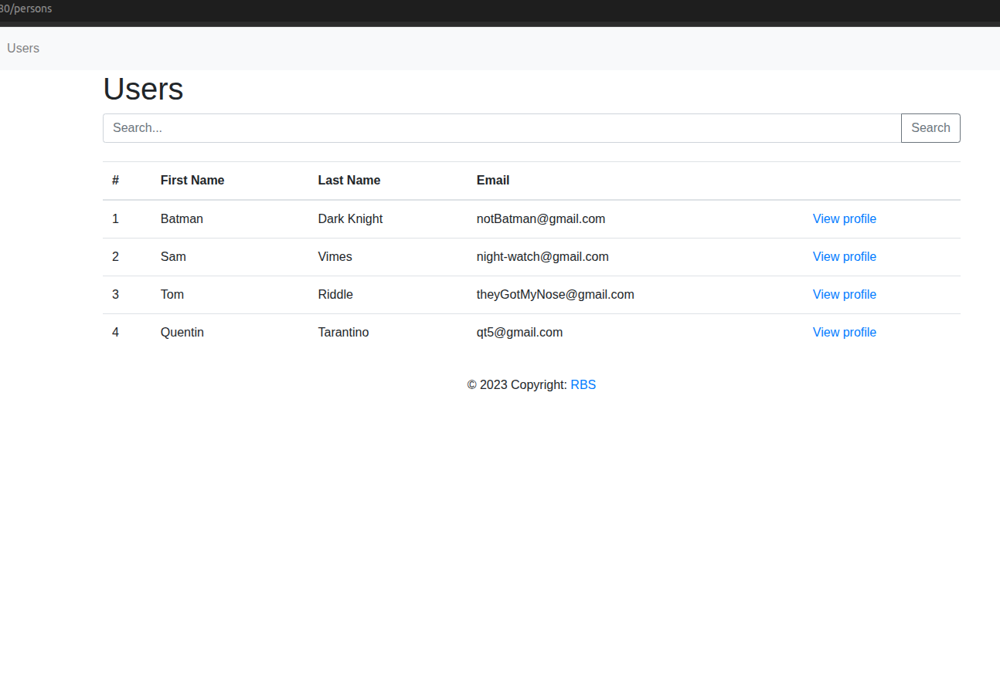 80/persons
Users
Users
Search... Search
# First Name Last Name Email
1 Batman Dark Knight notBatman@gmail.com View profile
2 Sam Vimes night-watch@gmail.com View profile
3 Tom Riddle theyGotMyNose@gmail.com View profile
4 Quentin Tarantino qt5@gmail.com View profile
© 2023 Copyright: RBS